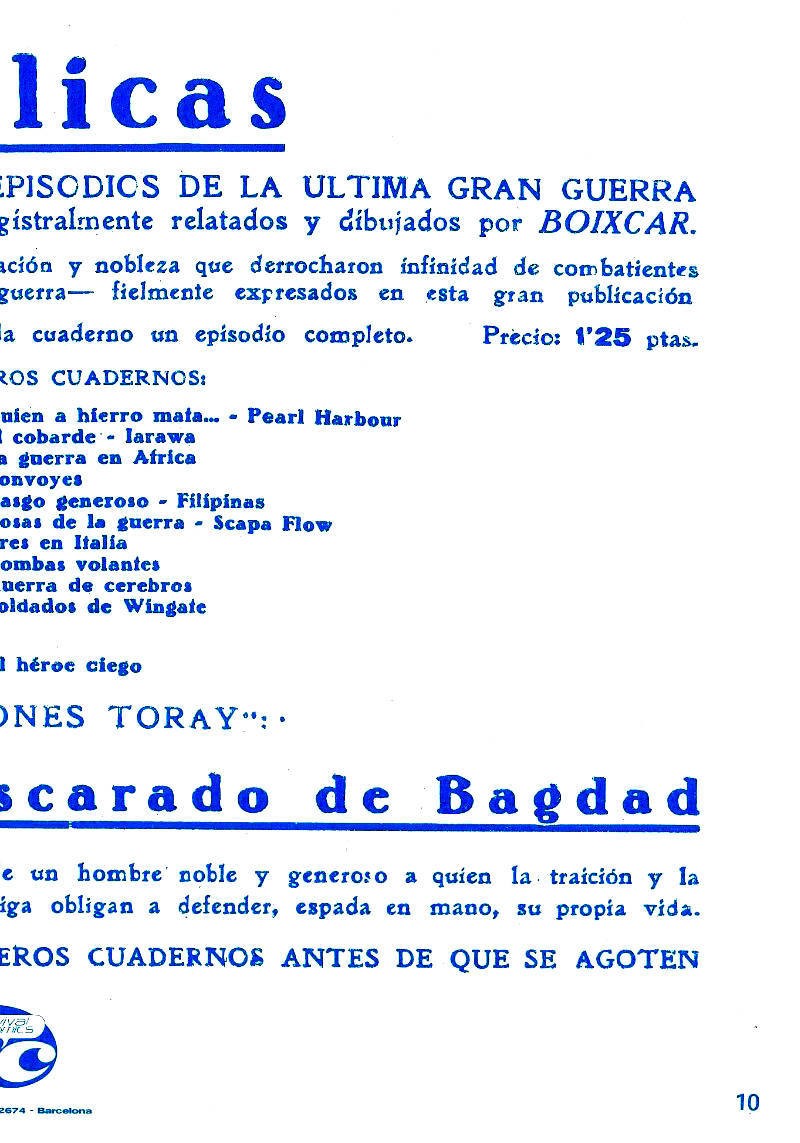 licas
EPISODIOS DE LA ULTIMA GRAN GUERRA
gistralmente relatados y dibujados por BOIXCAR.
ación y nobleza que derrocharon infinidad de combatientes
guerra— fielmente expresados en esta gran publicación
da cuaderno un episodio completo. Precio: 1'25 ptas.
ROS CUADERNOS:
uien a hierro mata... - Pearl Harbour
l cobarde - Iarawa
a guerra en Africa
onvoyes
asgo generoso - Filipinas
osas de la guerra - Scapa Flow
res en Italia
ombas volantes
uerra de cerebros
oldados de Wingate
l héroe ciego
ONES TORAY":
scarado de Bagdad
e un hombre noble y generoso a quien la traición y la
iga obligan a defender, espada en mano, su propia vida.
EROS CUADERNOS ANTES DE QUE SE AGOTEN
vival
mics
C
2674 - Barcelona
10